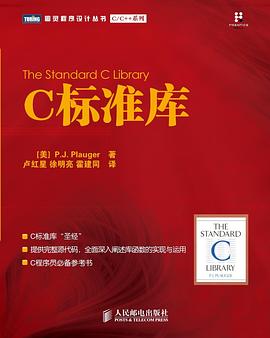 TURING 图灵程序设计丛书 C/C++系列
PRENTICE
The Standard C Library
C标准库
[美] P.J. Plauger 著
卢红星 徐明亮 霍建同 译
C标准库“圣经”
提供完整源代码，全面深入阐述库函数的实现与运用
C程序员必备参考书
THE
STANDARD
C
LIBRARY
P.J. PLAUGER
人民邮电出版社
POSTS & TELECOM PRESS